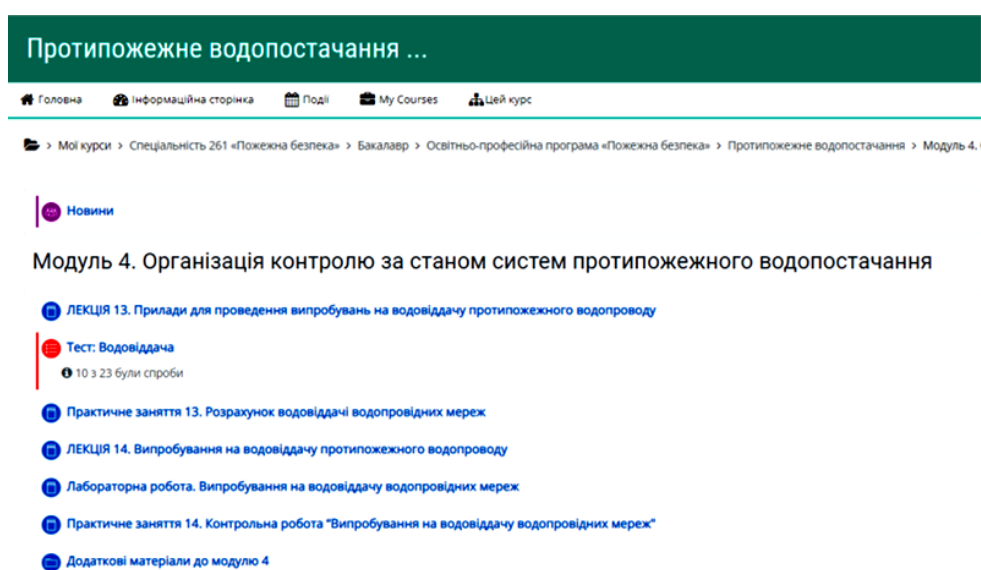 Протипожежне водопостачання ...
Головна Інформаційна сторінка Події My Courses Цей курс
> Мої курси > Спеціальність 261 «Пожежна безпека» > Бакалавр > Освітньо-професійна програма «Пожежна безпека» > Протипожежне водопостачання > Модуль 4.
Новини
Модуль 4. Організація контролю за станом систем протипожежного водопостачання
ЛЕКЦІЯ 13. Прилади для проведення випробувань на водовіддачу протипожежного водопроводу
Тест: Водовіддача
10 з 23 були спроби
Практичне заняття 13. Розрахунок водовіддачі водопровідних мереж
ЛЕКЦІЯ 14. Випробування на водовіддачу протипожежного водопроводу
Лабораторна робота. Випробування на водовіддачу водопровідних мереж
Практичне заняття 14. Контрольна робота "Випробування на водовіддачу водопровідних мереж"
Додаткові матеріали до модулю 4